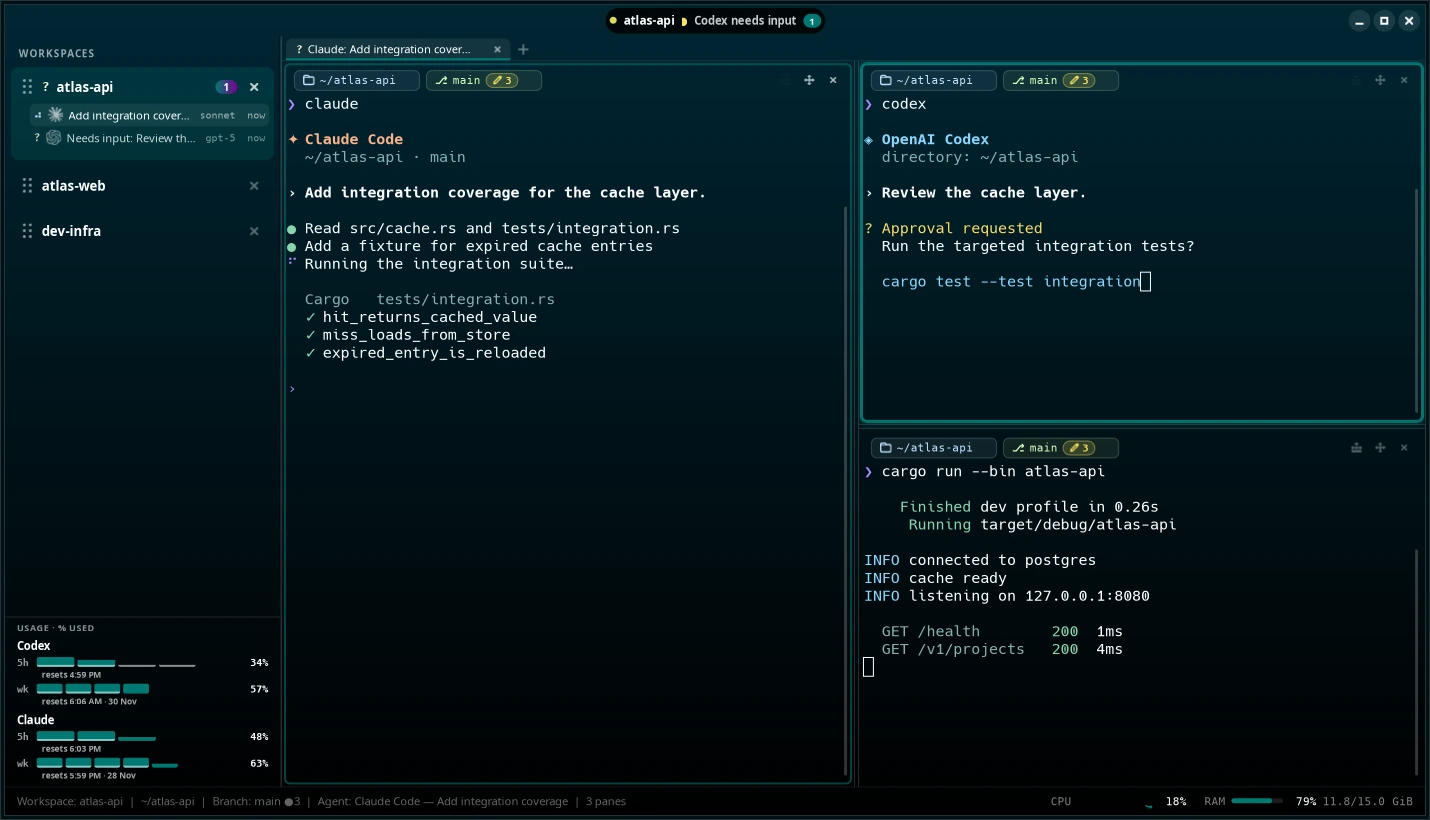 atlas-api Codex needs input 1
WORKSPACES
? atlas-api 1
Add integration cover... sonnet now
? Needs input: Review th... gpt-5 now
atlas-web
dev-infra
USAGE · % USED
Codex
5h 34%
resets 4:59 PM
wk 57%
resets 6:06 AM · 30 Nov
Claude
5h 48%
resets 6:03 PM
wk 63%
resets 5:59 PM · 28 Nov
? Claude: Add integration cover... × +
~/atlas-api main 3
❯ claude
✦ Claude Code
~/atlas-api · main
› Add integration coverage for the cache layer.
● Read src/cache.rs and tests/integration.rs
● Add a fixture for expired cache entries
Running the integration suite…
Cargo tests/integration.rs
✓ hit_returns_cached_value
✓ miss_loads_from_store
✓ expired_entry_is_reloaded
›
~/atlas-api main 3
❯ codex
◈ OpenAI Codex
directory: ~/atlas-api
› Review the cache layer.
? Approval requested
Run the targeted integration tests?
cargo test --test integration
~/atlas-api main 3
❯ cargo run --bin atlas-api
Finished dev profile in 0.26s
Running target/debug/atlas-api
INFO connected to postgres
INFO cache ready
INFO listening on 127.0.0.1:8080
GET /health 200 1ms
GET /v1/projects 200 4ms
Workspace: atlas-api | ~/atlas-api | Branch: main ●3 | Agent: Claude Code — Add integration coverage | 3 panes
CPU 18% RAM 79% 11.8/15.0 GiB